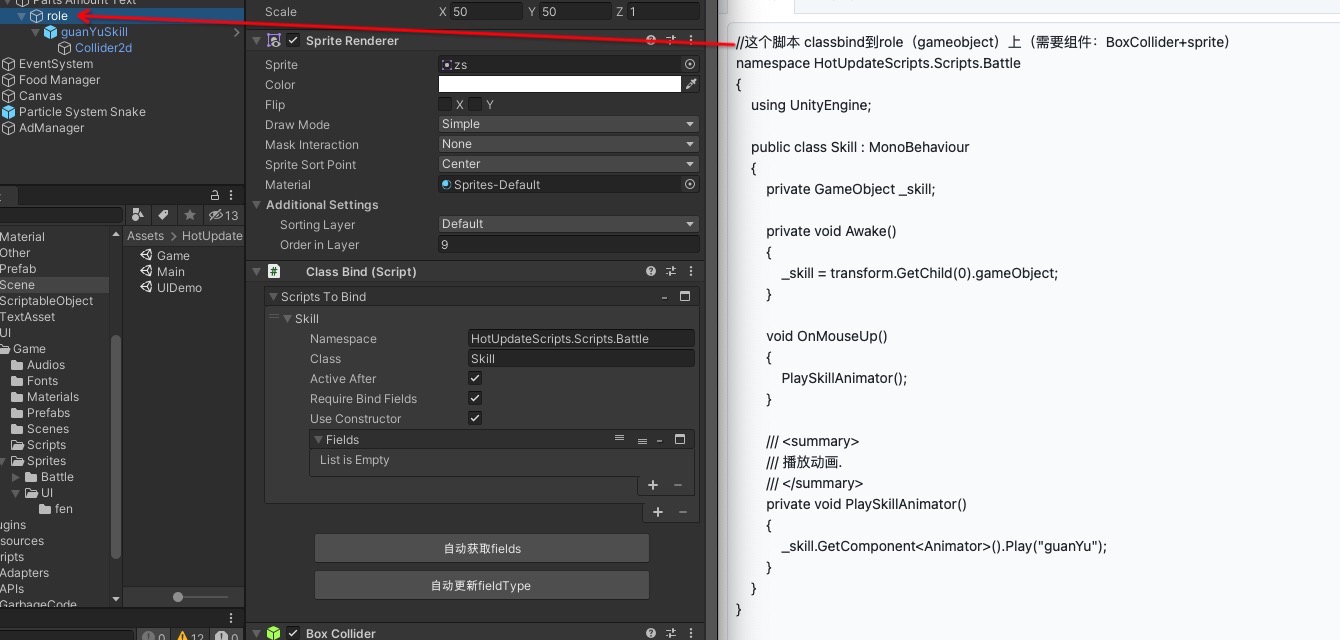 Parts Amount Text
role
guanYuSkill
Collider2d
EventSystem
Food Manager
Canvas
Particle System Snake
AdManager
13
Material
Other
Prefab
Scene
ScriptableObject
TextAsset
UI
Game
Audios
Fonts
Materials
Prefabs
Scenes
Scripts
Sprites
Battle
UI
fen
ugins
sources
ripts
Adapters
APIs
GarbageCode
Assets > HotUpdate
Game
Main
UIDemo
0 12 0
Scale X 50 Y 50 Z 1
Sprite Renderer
Sprite zs
Color
Flip X Y
Draw Mode Simple
Mask Interaction None
Sprite Sort Point Center
Material Sprites-Default
Additional Settings
Sorting Layer Default
Order in Layer 9
# Class Bind (Script)
Scripts To Bind
Skill
Namespace HotUpdateScripts.Scripts.Battle
Class Skill
Active After
Require Bind Fields
Use Constructor
Fields
List is Empty
+ −
+ −
自动获取fields
自动更新fieldType
Box Collider
//这个脚本 classbind到role（gameobject）上（需要组件：BoxCollider+sprite）
namespace HotUpdateScripts.Scripts.Battle
{
using UnityEngine;
public class Skill : MonoBehaviour
{
private GameObject _skill;
private void Awake()
{
_skill = transform.GetChild(0).gameObject;
}
void OnMouseUp()
{
PlaySkillAnimator();
}
/// <summary>
/// 播放动画.
/// </summary>
private void PlaySkillAnimator()
{
_skill.GetComponent<Animator>().Play("guanYu");
}
}
}